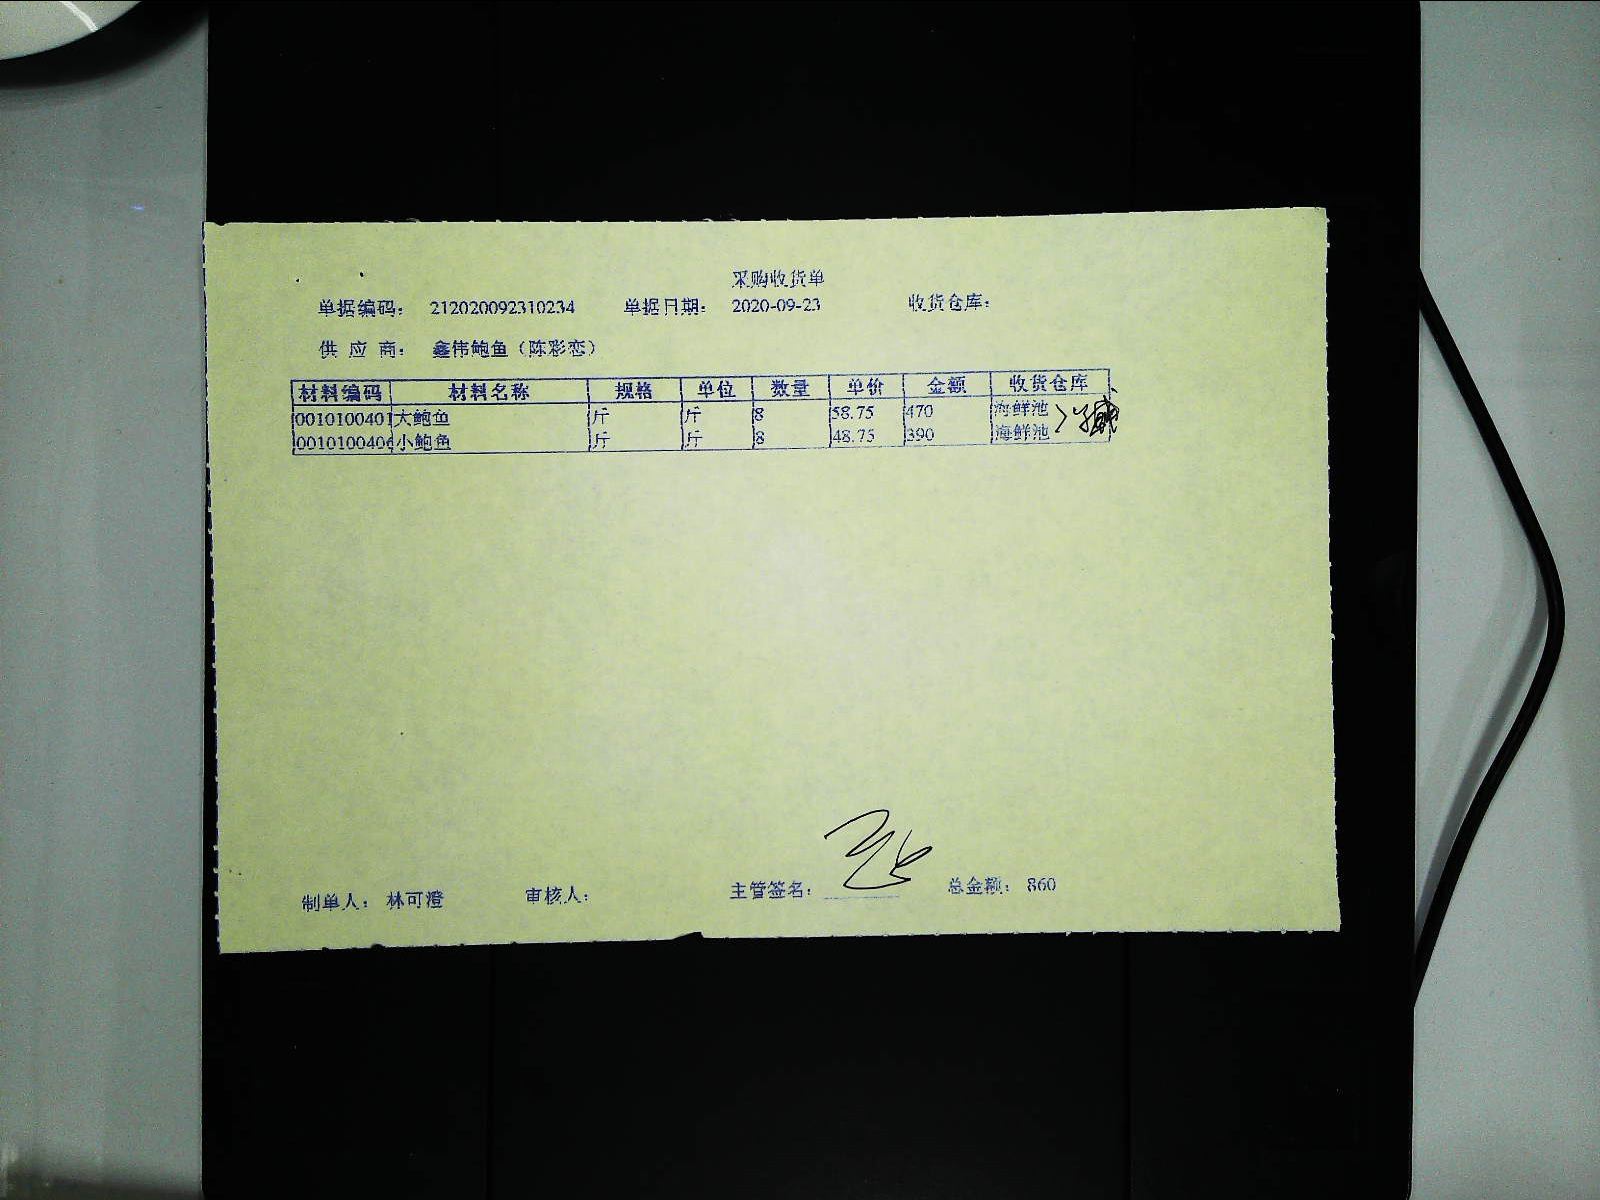 采购收货单
单据编码： 212020092310234 单据日期： 2020-09-23 收货仓库：
供 应 商： 鑫伟鲍鱼（陈彩恋）
材料编码 材料名称 规格 单位 数量 单价 金额 收货仓库
0010100401 大鲍鱼 斤 斤 8 58.75 470 海鲜池
001010040 小鲍鱼 斤 斤 8 48.75 390 海鲜池
制单人： 林可澄 审核人： 主管签名： 总金额： 860